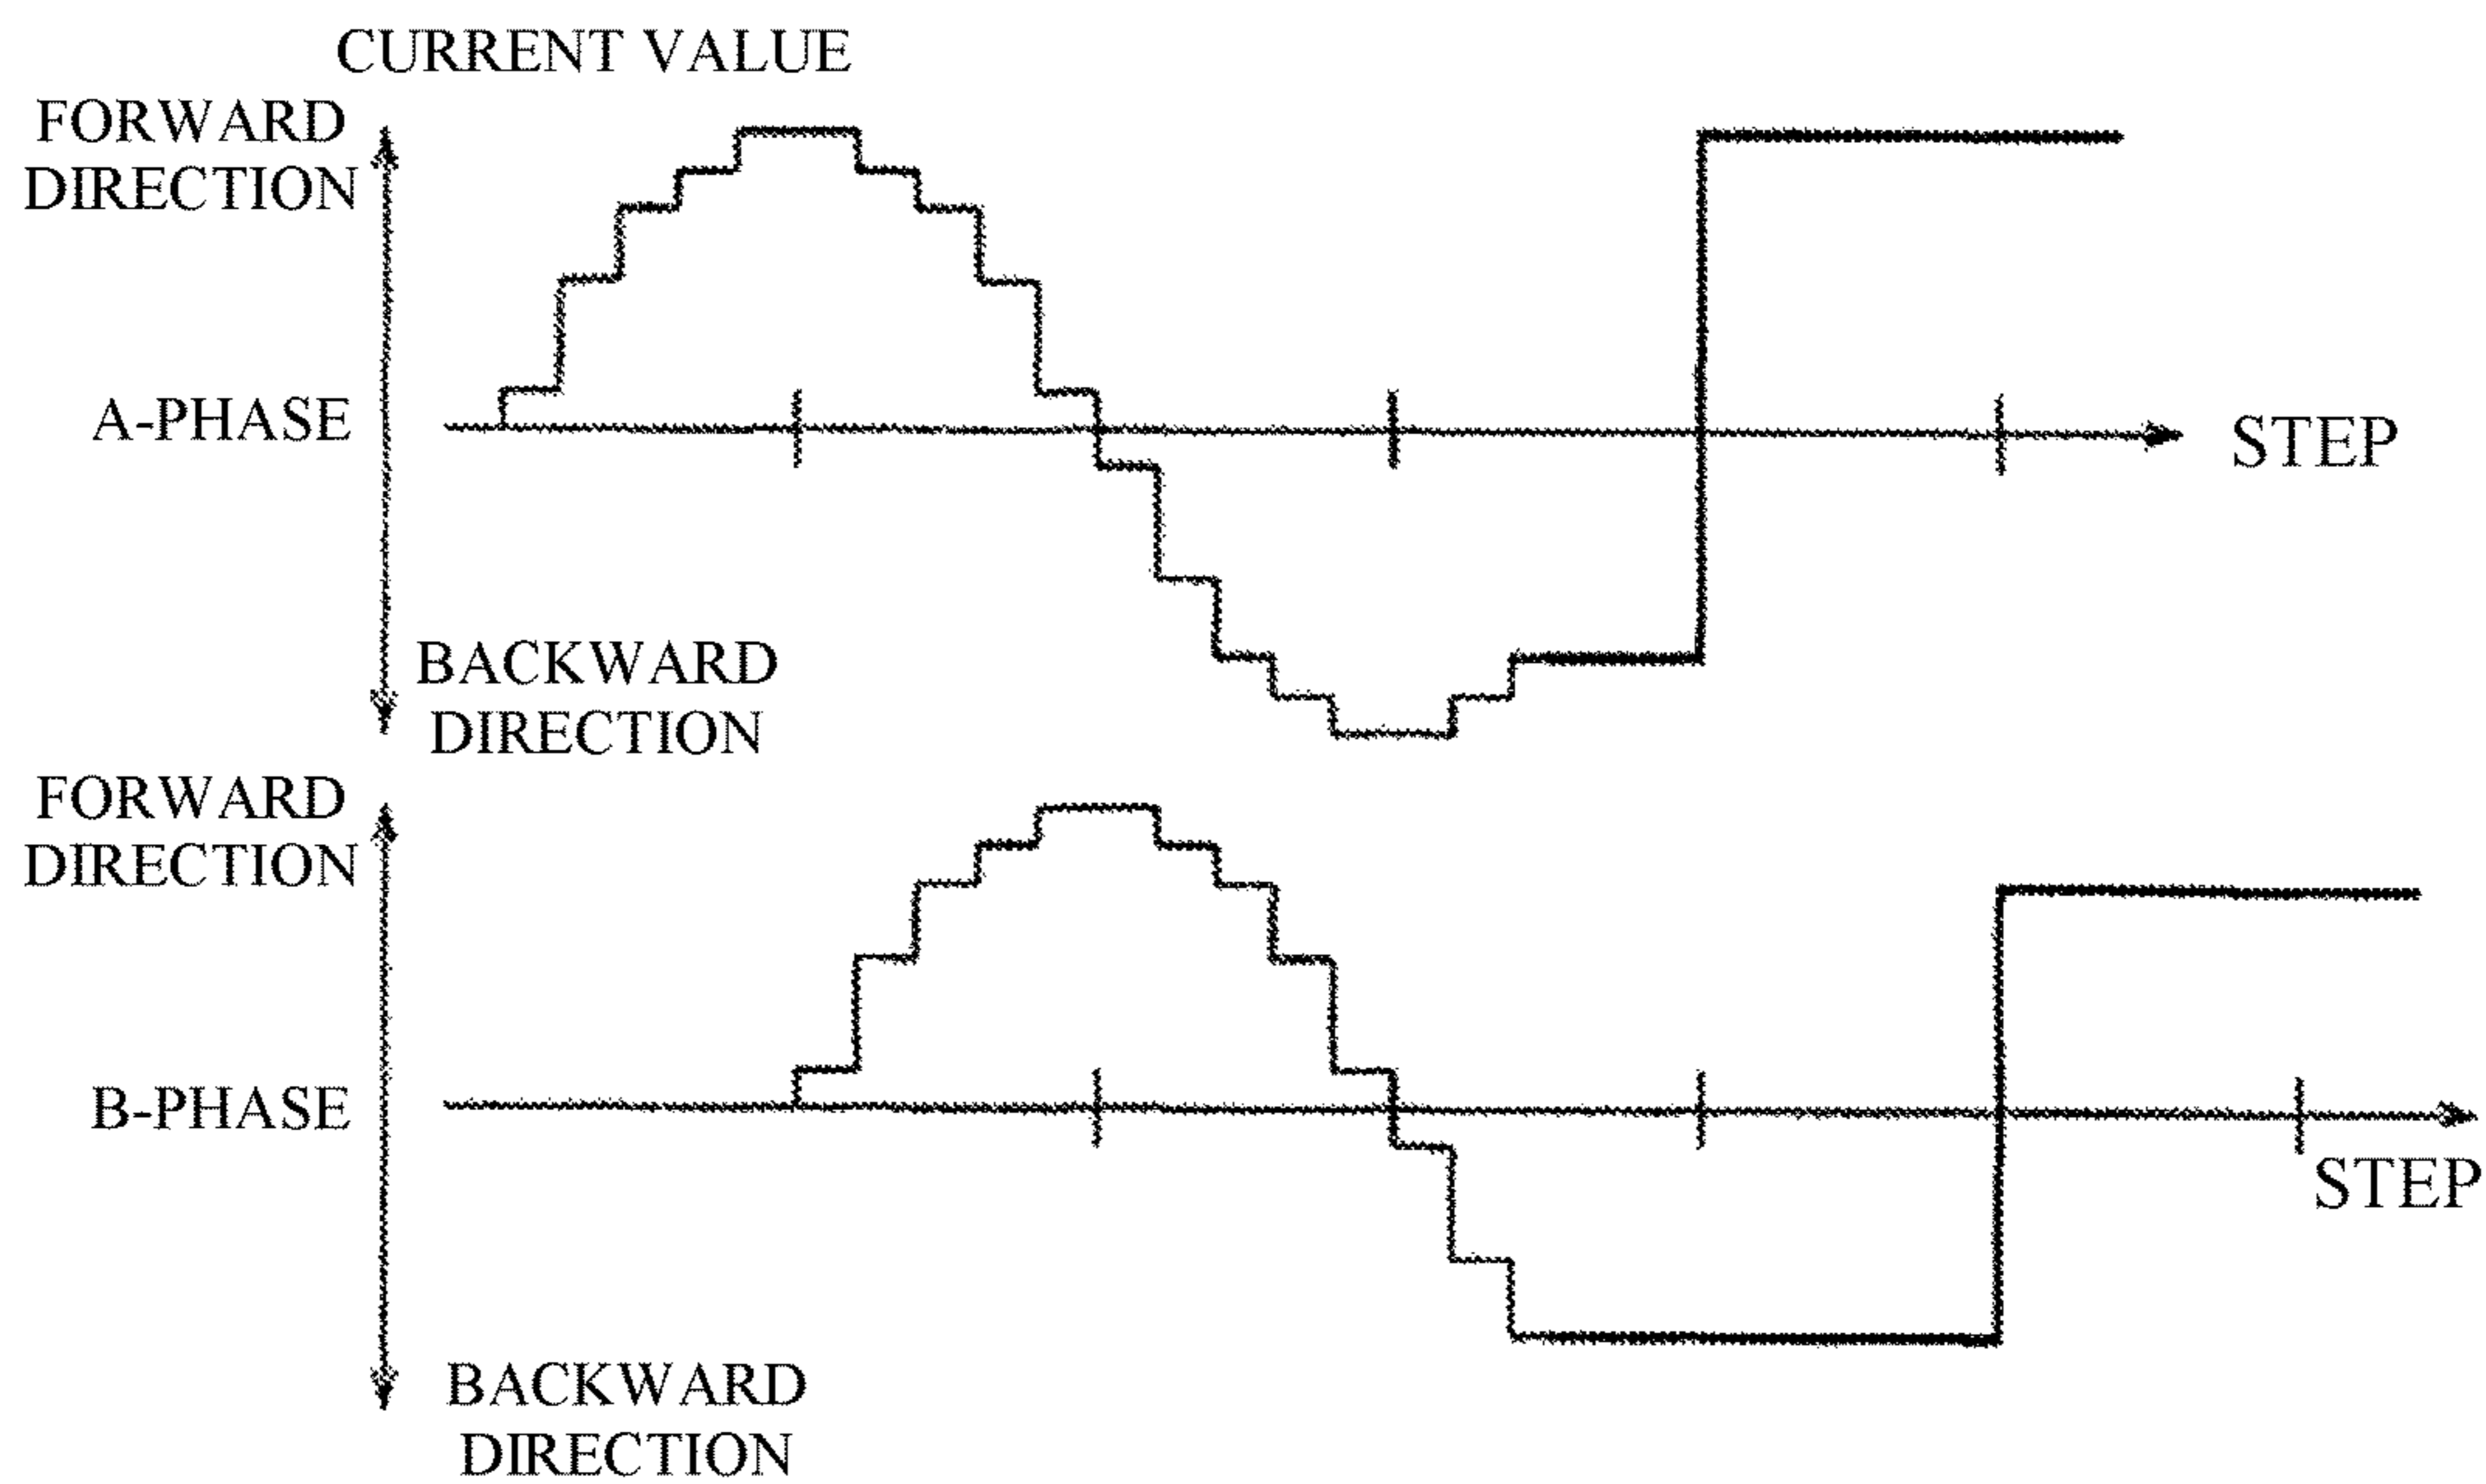 CURRENT VALUE
FORWARD
DIRECTION
A-PHASE
STEP
BACKWARD
DIRECTION
FORWARD
DIRECTION
B-PHASE
STEP
BACKWARD
DIRECTION